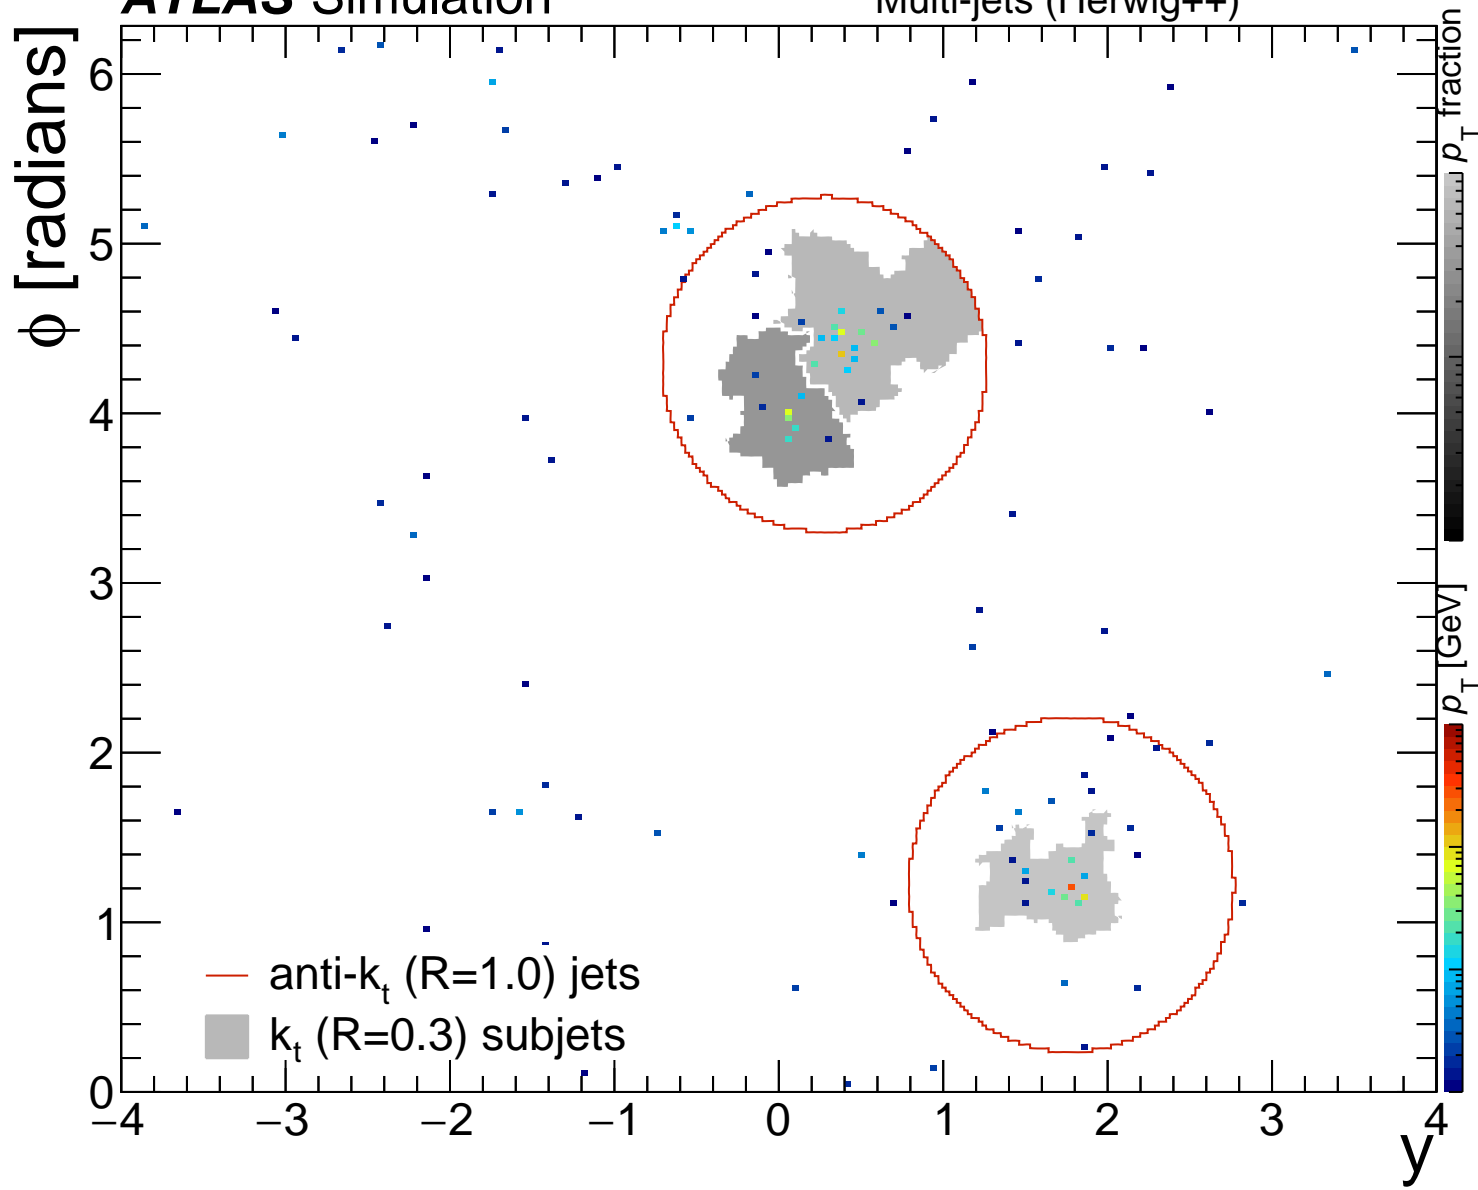 ATLAS Simulation
Multi-jets (Herwig++)
ϕ [radians]
6
5
4
3
2
1
0
p_T fraction
p_T [GeV]
anti-k_t (R=1.0) jets
k_t (R=0.3) subjets
−4 −3 −2 −1 0 1 2 3 4
y